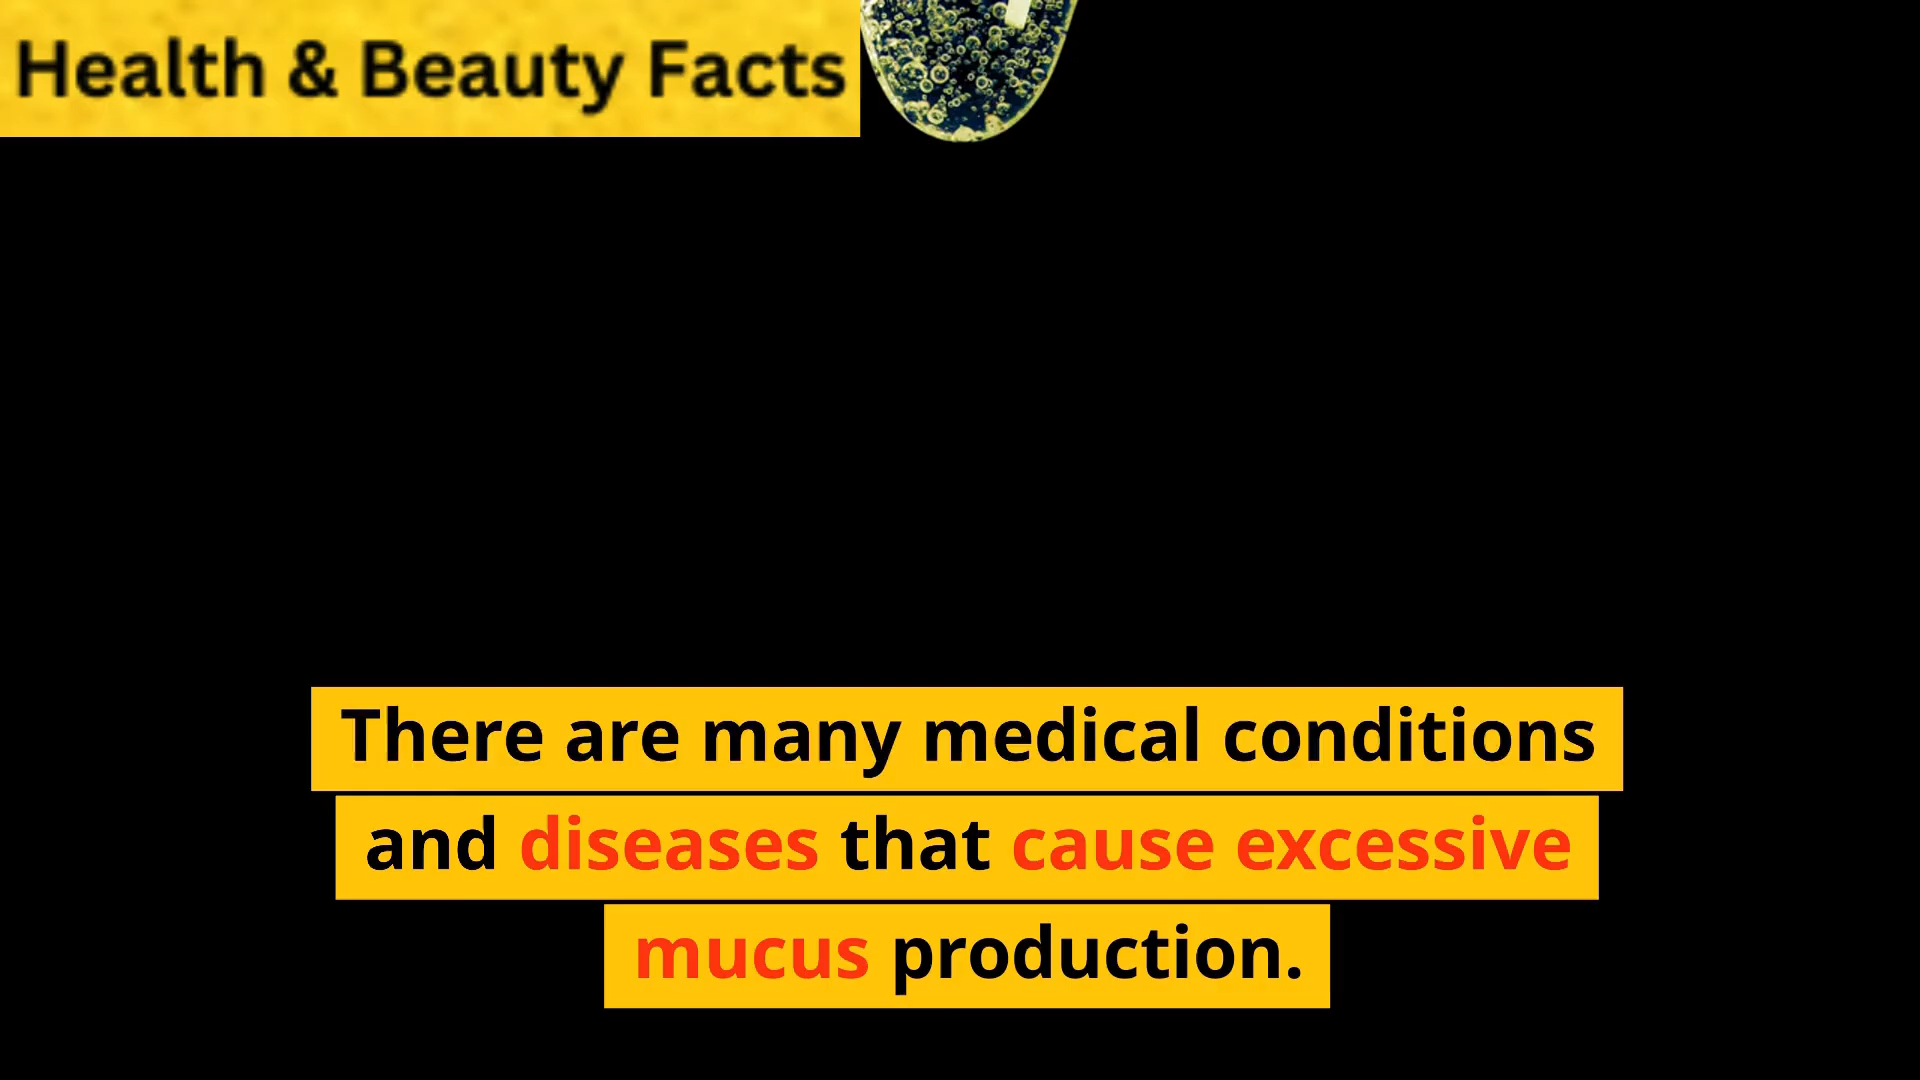 Health & Beauty Facts
There are many medical conditions
and diseases that cause excessive
mucus production.